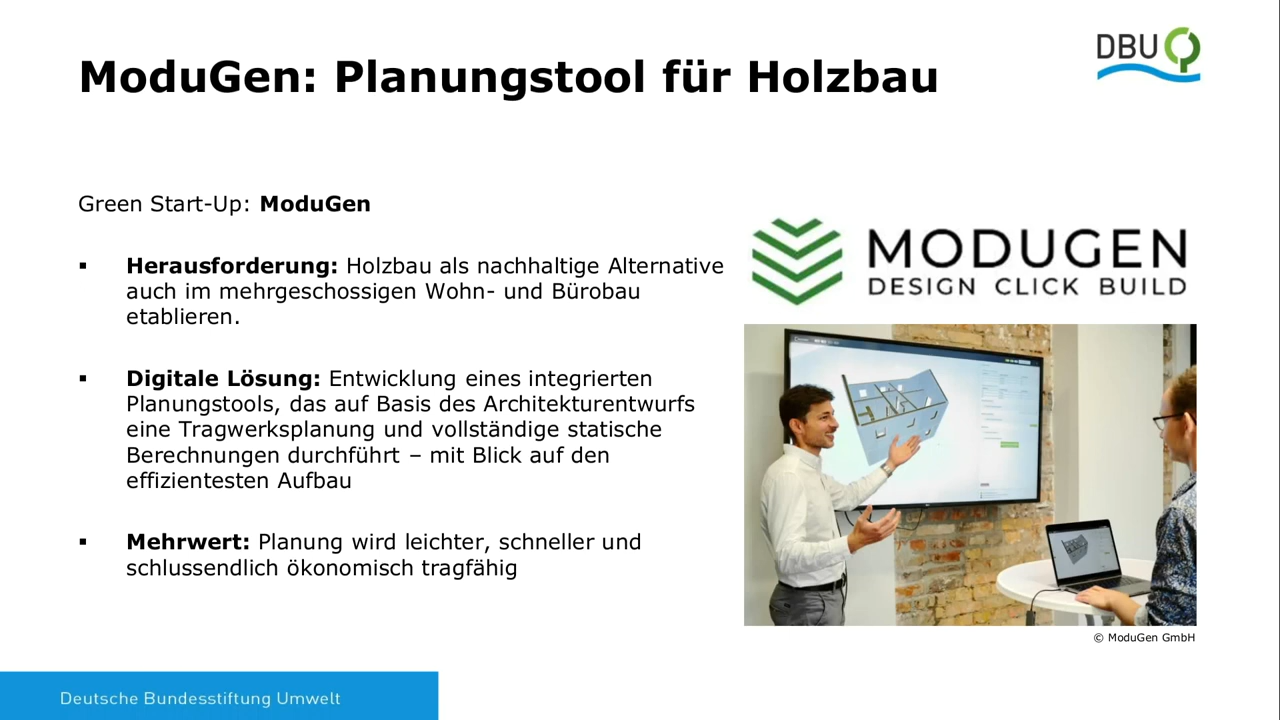 ModuGen: Planungstool für Holzbau
DBU
Green Start-Up: ModuGen
▪ Herausforderung: Holzbau als nachhaltige Alternative
auch im mehrgeschossigen Wohn- und Bürobau
etablieren.
▪ Digitale Lösung: Entwicklung eines integrierten
Planungstools, das auf Basis des Architekturentwurfs
eine Tragwerksplanung und vollständige statische
Berechnungen durchführt – mit Blick auf den
effizientesten Aufbau
▪ Mehrwert: Planung wird leichter, schneller und
schlussendlich ökonomisch tragfähig
MODUGEN
DESIGN CLICK BUILD
© ModuGen GmbH
Deutsche Bundesstiftung Umwelt